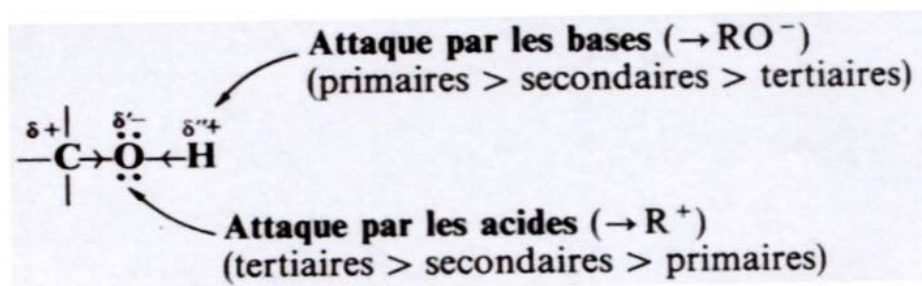 Attaque par les bases (→ RO⁻)
(primaires > secondaires > tertiaires)
δ+ δ'− δ''+
—C→O←H
Attaque par les acides (→ R⁺)
(tertiaires > secondaires > primaires)